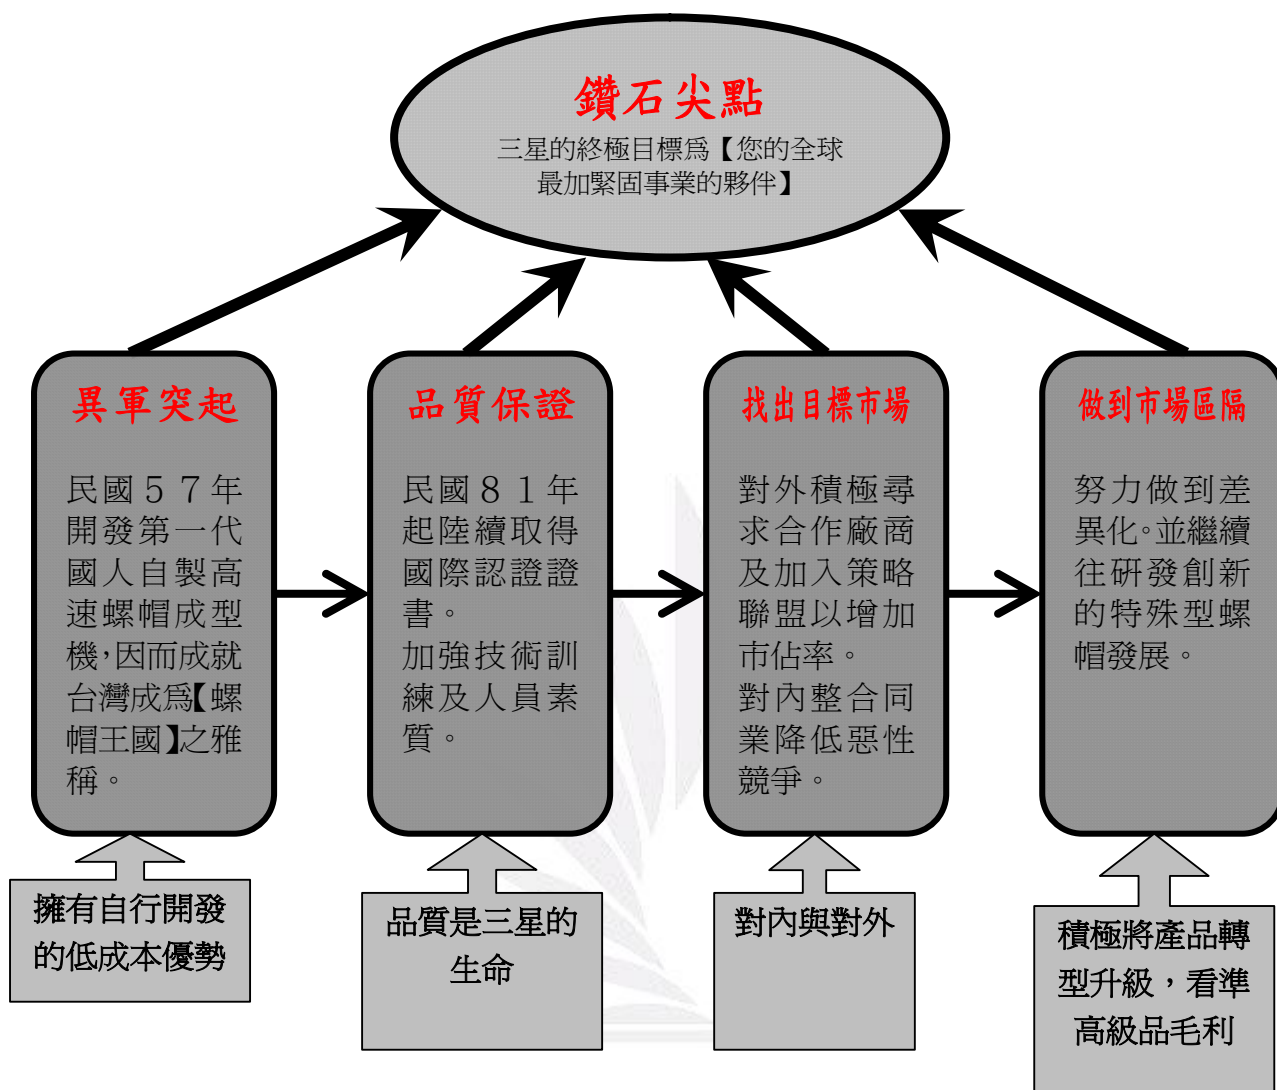 鑽石尖點
三星的終極目標為【您的全球
最加緊固事業的夥伴】
異軍突起
民國５７年
開發第一代
國人自製高
速螺帽成型
機，因而成就
台灣成為【螺
帽王國】之雅
稱。
品質保證
民國８１年
起陸續取得
國際認證證
書。
加強技術訓
練及人員素
質。
找出目標市場
對外積極尋
求合作廠商
及加入策略
聯盟以增加
市佔率。
對內整合同
業降低惡性
競爭。
做到市場區隔
努力做到差
異化。並繼續
往研發創新
的特殊型螺
帽發展。
擁有自行開發
的低成本優勢
品質是三星的
生命
對內與對外
積極將產品轉
型升級，看準
高級品毛利